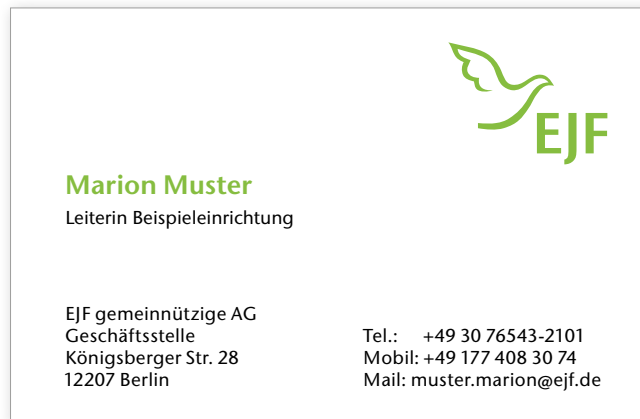 EJF
Marion Muster
Leiterin Beispieleinrichtung
EJF gemeinnützige AG
Geschäftsstelle
Königsberger Str. 28
12207 Berlin
Tel.: +49 30 76543-2101
Mobil: +49 177 408 30 74
Mail: muster.marion@ejf.de